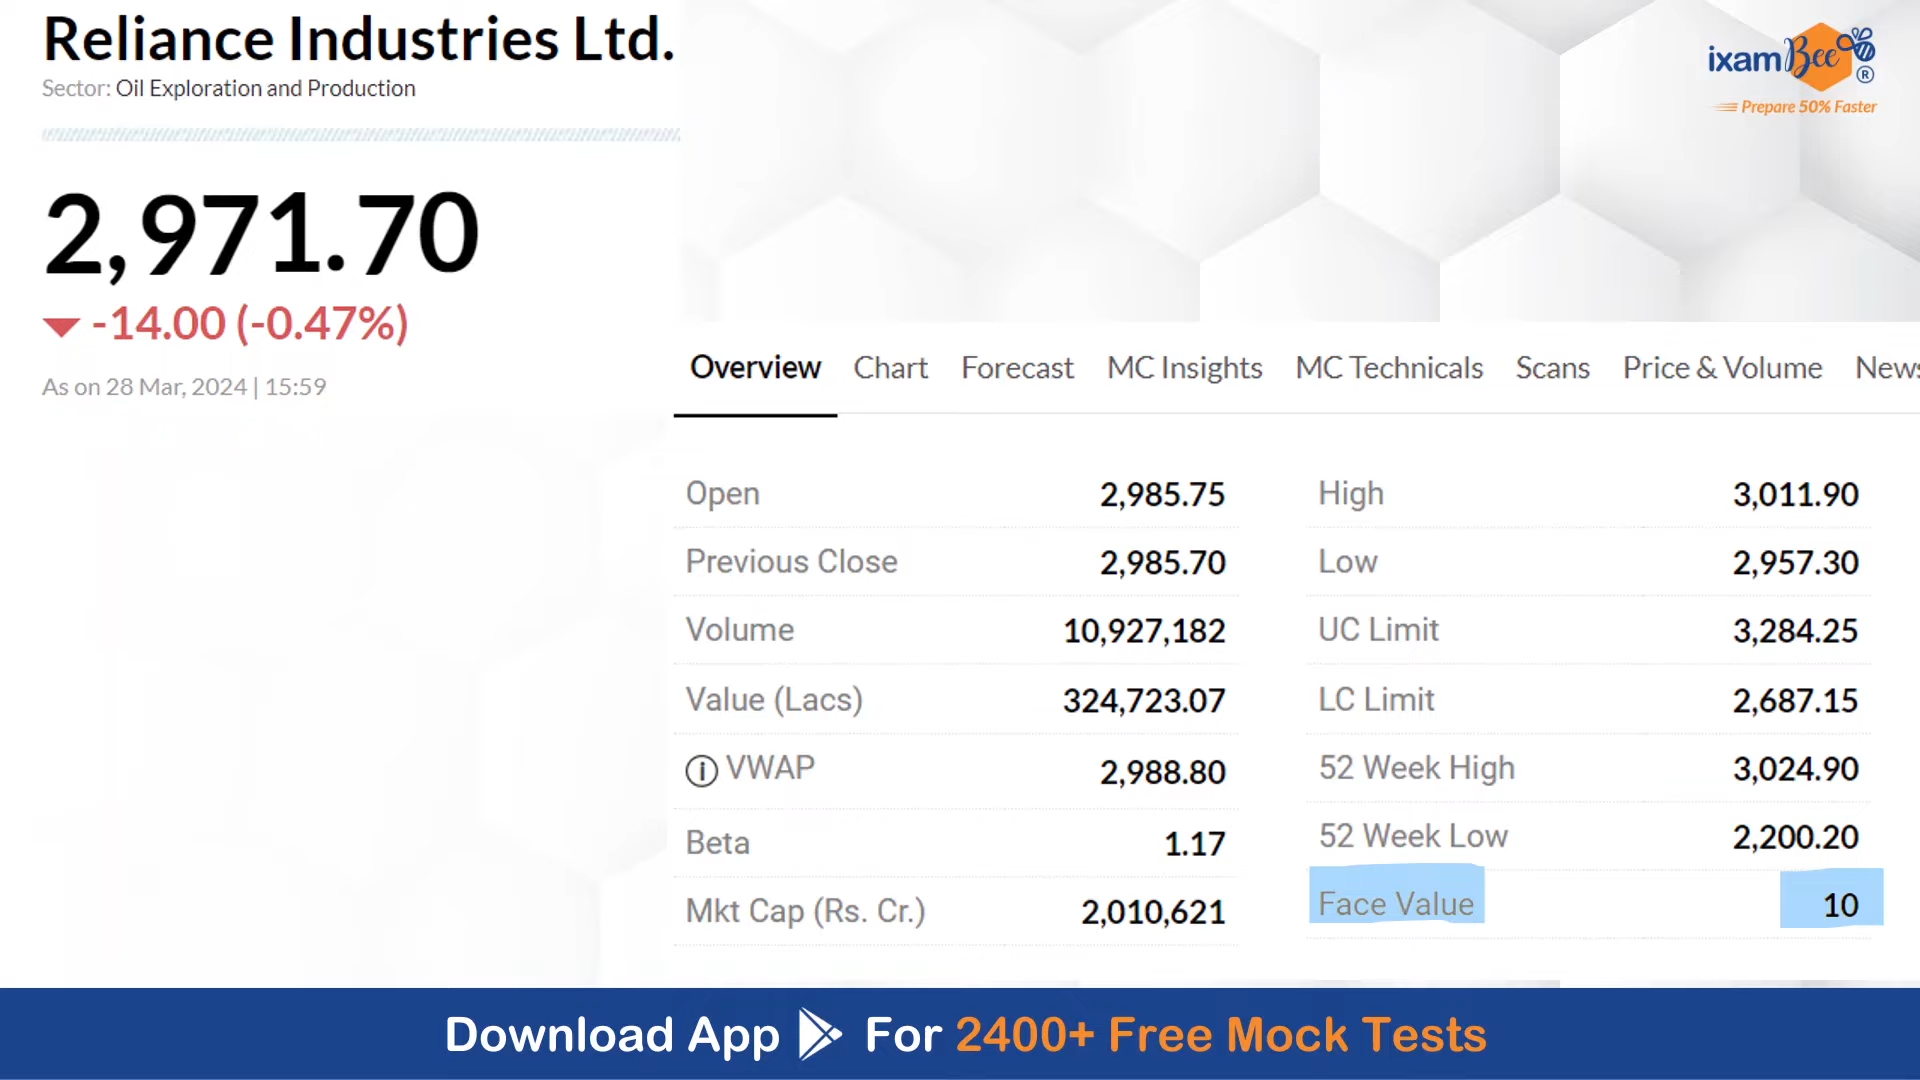 Reliance Industries Ltd.
Sector: Oil Exploration and Production
ixamBee®
Prepare 50% Faster
2,971.70
-14.00 (-0.47%)
As on 28 Mar, 2024 | 15:59
Overview Chart Forecast MC Insights MC Technicals Scans Price & Volume News
Open 2,985.75 High 3,011.90
Previous Close 2,985.70 Low 2,957.30
Volume 10,927,182 UC Limit 3,284.25
Value (Lacs) 324,723.07 LC Limit 2,687.15
VWAP 2,988.80 52 Week High 3,024.90
Beta 1.17 52 Week Low 2,200.20
Mkt Cap (Rs. Cr.) 2,010,621 Face Value 10
Download App For 2400+ Free Mock Tests